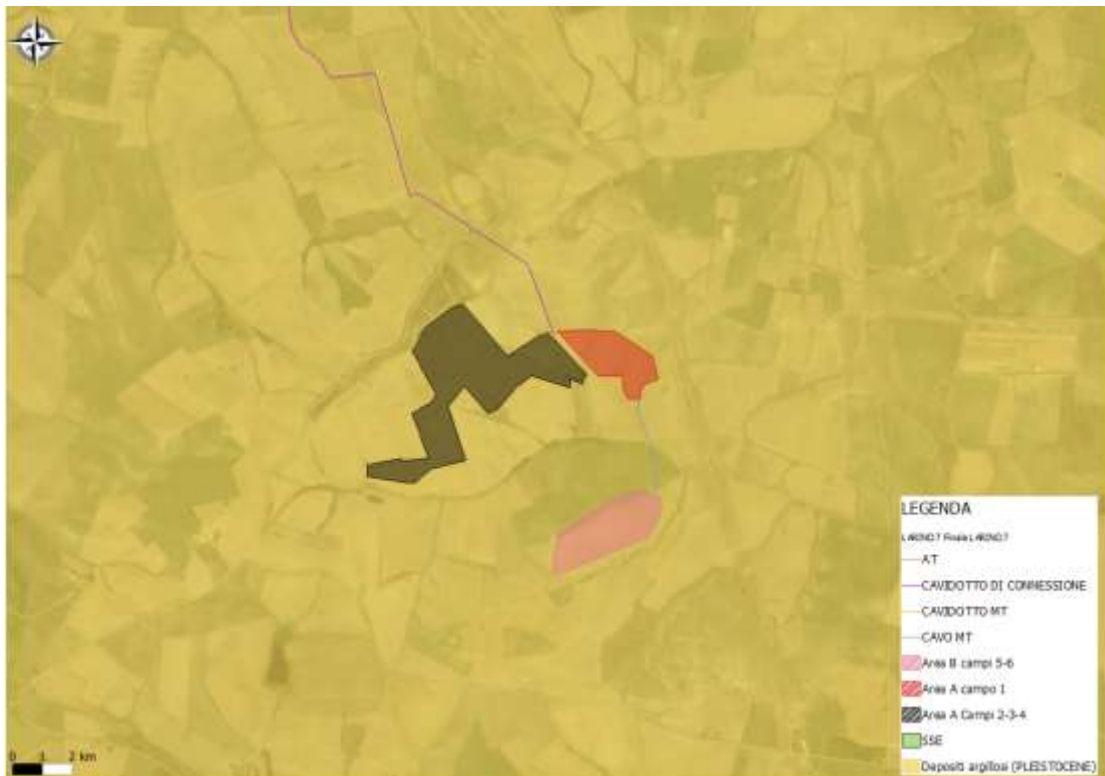 LEGENDA
AT
CAVIDOTTO DI CONNESSIONE
CAVIDOTTO MT
CAVO MT
Area B campi 5-6
Area A campo 1
Area A Campi 2-3-4
SSE
Depositi argillosi (PLEISTOCENE)
0 1 2 km